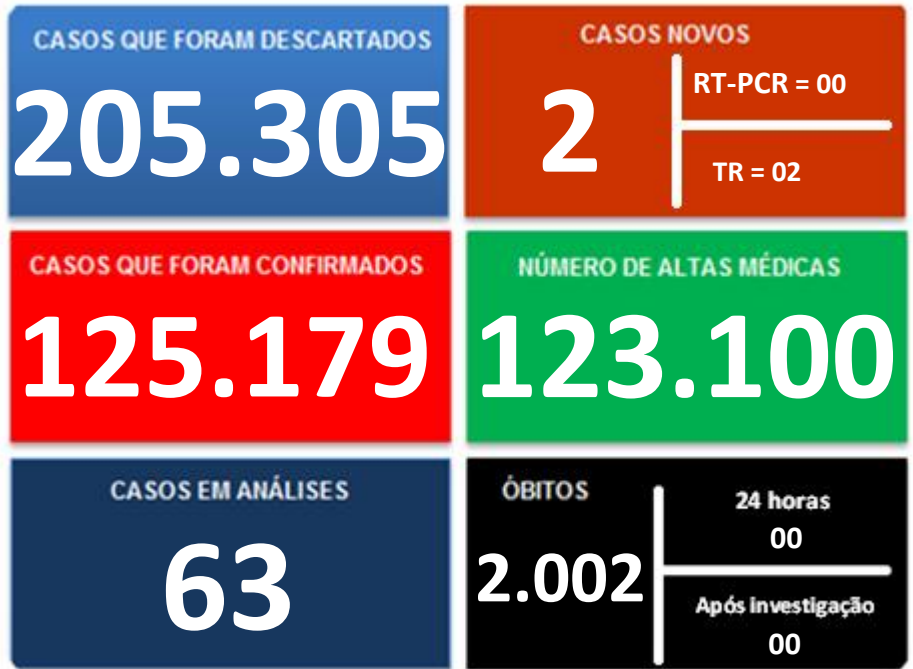 CASOS QUE FORAM DESCARTADOS
205.305
CASOS NOVOS
2
RT-PCR = 00
TR = 02
CASOS QUE FORAM CONFIRMADOS
125.179
NÚMERO DE ALTAS MÉDICAS
123.100
CASOS EM ANÁLISES
63
ÓBITOS
2.002
24 horas
00
Após investigação
00